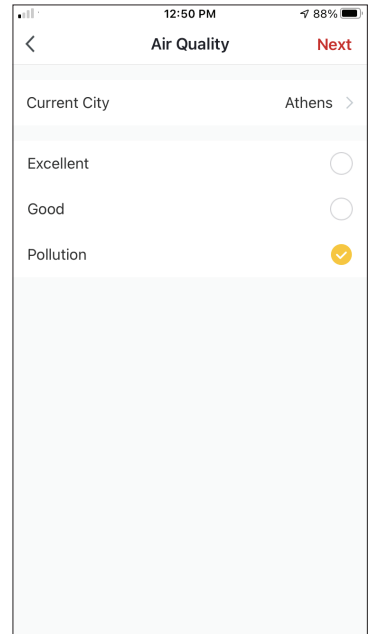 12:50 PM 88%
Air Quality Next
Current City Athens
Excellent
Good
Pollution